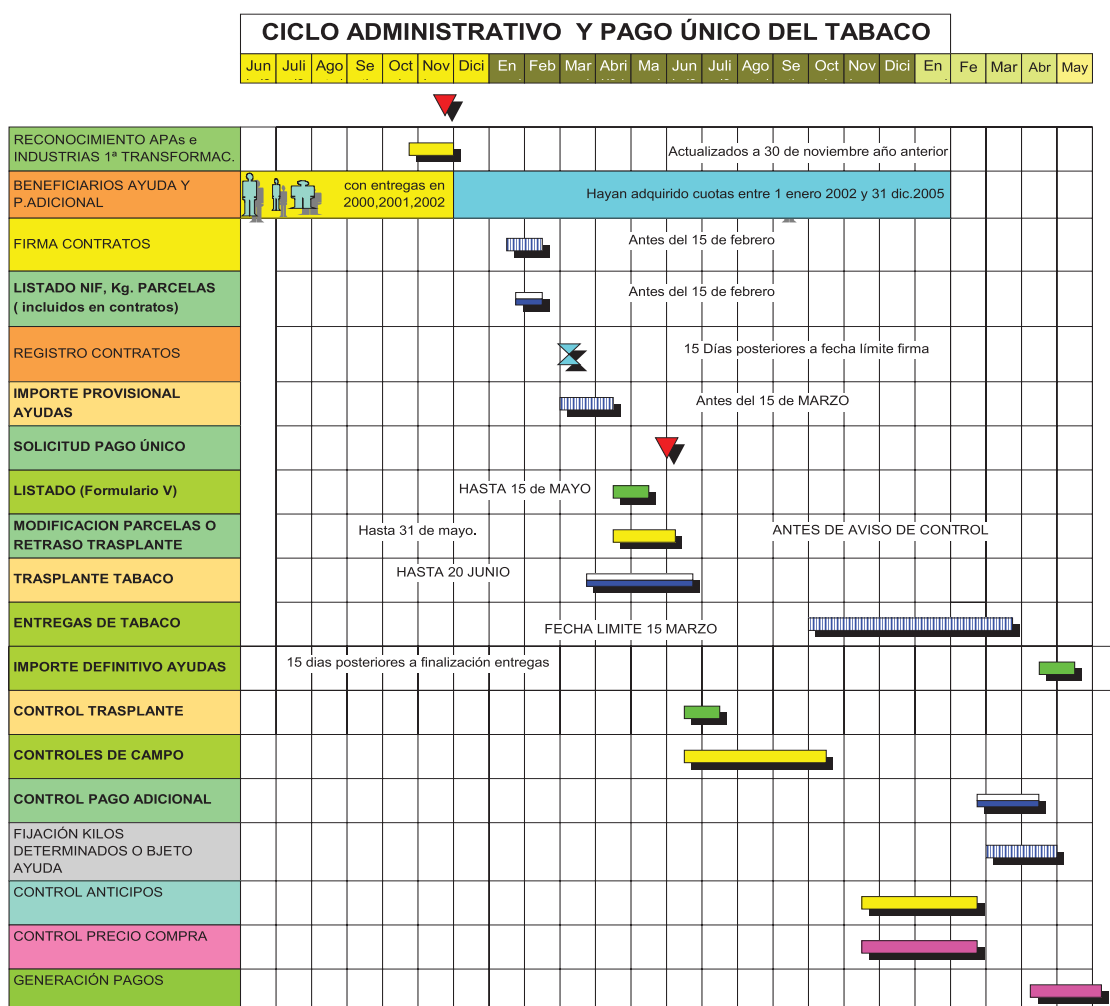 CICLO ADMINISTRATIVO Y PAGO ÚNICO DEL TABACO
Jun Juli Ago Se Oct Nov Dici En Feb Mar Abri Ma Jun Juli Ago Se Oct Nov Dici En Fe Mar Abr May
RECONOCIMIENTO APAs e
INDUSTRIAS 1ª TRANSFORMAC.
Actualizados a 30 de noviembre año anterior
BENEFICIARIOS AYUDA Y
P.ADICIONAL
con entregas en
2000,2001,2002
Hayan adquirido cuotas entre 1 enero 2002 y 31 dic.2005
FIRMA CONTRATOS
Antes del 15 de febrero
LISTADO NIF, Kg. PARCELAS
( incluidos en contratos)
Antes del 15 de febrero
REGISTRO CONTRATOS
15 Días posteriores a fecha límite firma
IMPORTE PROVISIONAL
AYUDAS
Antes del 15 de MARZO
SOLICITUD PAGO ÚNICO
LISTADO (Formulario V)
HASTA 15 de MAYO
MODIFICACION PARCELAS O
RETRASO TRASPLANTE
Hasta 31 de mayo.
ANTES DE AVISO DE CONTROL
TRASPLANTE TABACO
HASTA 20 JUNIO
ENTREGAS DE TABACO
FECHA LIMITE 15 MARZO
IMPORTE DEFINITIVO AYUDAS
15 dias posteriores a finalización entregas
CONTROL TRASPLANTE
CONTROLES DE CAMPO
CONTROL PAGO ADICIONAL
FIJACIÓN KILOS
DETERMINADOS O BJETO
AYUDA
CONTROL ANTICIPOS
CONTROL PRECIO COMPRA
GENERACIÓN PAGOS